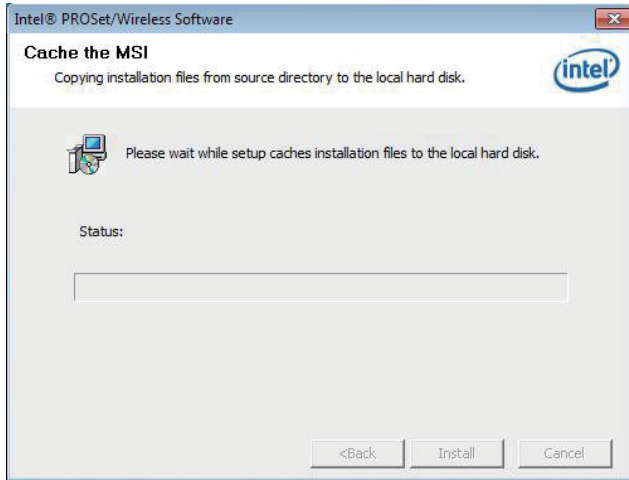 Intel® PROSet/Wireless Software
Cache the MSI
Copying installation files from source directory to the local hard disk.
intel
Please wait while setup caches installation files to the local hard disk.
Status:
<Back
Install
Cancel